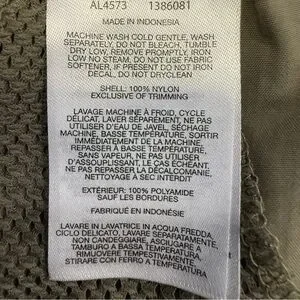 AL4573 1386081
MADE IN INDONESIA
MACHINE WASH COLD GENTLE, WASH
SEPARATELY, DO NOT BLEACH, TUMBLE
DRY LOW, REMOVE PROMPTLY, IRON
LOW NO STEAM, DO NOT USE FABRIC
SOFTENER, IF PRESENT DO NOT IRON
DECAL, DO NOT DRYCLEAN
SHELL: 100% NYLON
EXCLUSIVE OF TRIMMING
LAVAGE MACHINE À FROID, CYCLE
DÉLICAT, LAVER SÉPARÉMENT, NE PAS
UTILISER D'EAU DE JAVEL, SÉCHAGE
MACHINE, BASSE TEMPÉRATURE, SORTIR
IMMÉDIATEMENT DE LA MACHINE,
REPASSER À BASSE TEMPÉRATURE,
SANS VAPEUR, NE PAS UTILISER
D'ASSOUPLISSANT, LE CAS ÉCHÉANT,
NE PAS REPASSER LA DÉCALCOMANIE,
NETTOYAGE À SEC INTERDIT
EXTÉRIEUR: 100% POLYAMIDE
SAUF LES BORDURES
FABRIQUÉ EN INDONÉSIE
LAVARE IN LAVATRICE IN ACQUA FREDDA
CICLO DELICATO, LAVARE SEPARATAMENTE,
NON CANDEGGIARE, ASCIUGARE A
TAMBURO A BASSA TEMPERATURA,
RIMUOVERE TEMPESTIVAMENTE,
STIRARE CON FERRO A TEMPERATURA